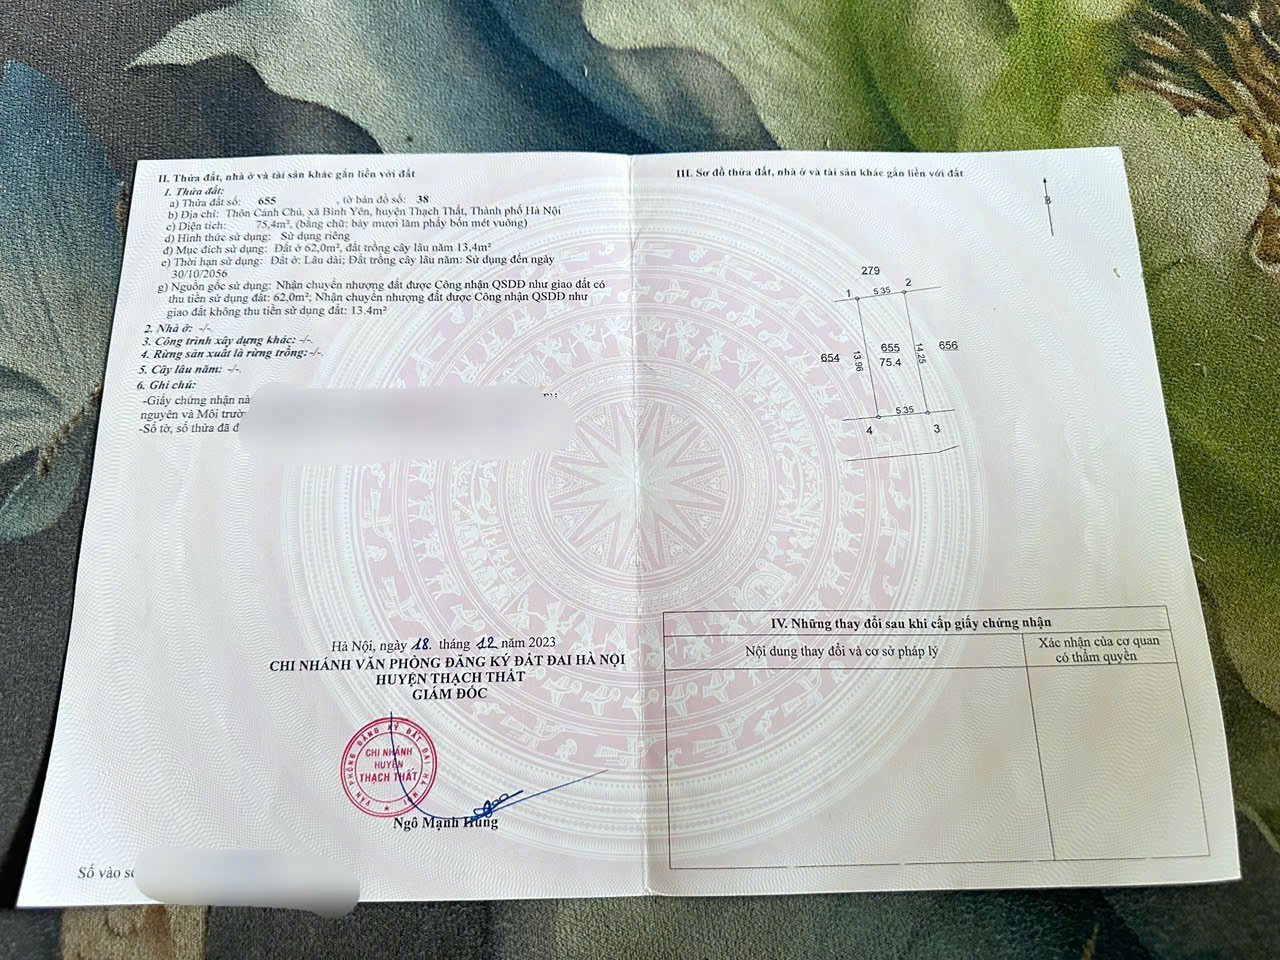 II. Thửa đất, nhà ở và tài sản khác gắn liền với đất
1. Thửa đất:
a) Thửa đất số: 655 , tờ bản đồ số: 38
b) Địa chỉ: Thôn Cánh Chủ, xã Bình Yên, huyện Thạch Thất, Thành phố Hà Nội
c) Diện tích: 75,4m², (bằng chữ: bảy mươi lăm phẩy bốn mét vuông)
d) Hình thức sử dụng: Sử dụng riêng
đ) Mục đích sử dụng: Đất ở 62,0m², đất trồng cây lâu năm 13,4m²
e) Thời hạn sử dụng: Đất ở: Lâu dài; Đất trồng cây lâu năm: Sử dụng đến ngày
30/10/2056
g) Nguồn gốc sử dụng: Nhận chuyển nhượng đất được Công nhận QSDĐ như giao đất có
thu tiền sử dụng đất: 62,0m²; Nhận chuyển nhượng đất được Công nhận QSDĐ như
giao đất không thu tiền sử dụng đất: 13.4m²
2. Nhà ở: -/-.
3. Công trình xây dựng khác: -/-.
4. Rừng sản xuất là rừng trồng: -/-.
5. Cây lâu năm: -/-.
6. Ghi chú:
-Giấy chứng nhận nà
nguyên và Môi trườ
-Số tờ, số thửa đã đ
Hà Nội, ngày 18. tháng 12 năm 2023
CHI NHÁNH VĂN PHÒNG ĐĂNG KÝ ĐẤT ĐAI HÀ NỘI
HUYỆN THẠCH THẤT
GIÁM ĐỐC
VĂN PHÒNG ĐĂNG KÝ ĐẤT ĐAI HÀ NỘI
CHI NHÁNH
HUYỆN
THẠCH THẤT
Ngô Mạnh Hùng
Số vào sổ
III. Sơ đồ thửa đất, nhà ở và tài sản khác gắn liền với đất
B
279
1 5.35 2
654 13.96 655 14.25 656
75.4
5.35
4 3
IV. Những thay đổi sau khi cấp giấy chứng nhận
Nội dung thay đổi và cơ sở pháp lý
Xác nhận của cơ quan
có thẩm quyền